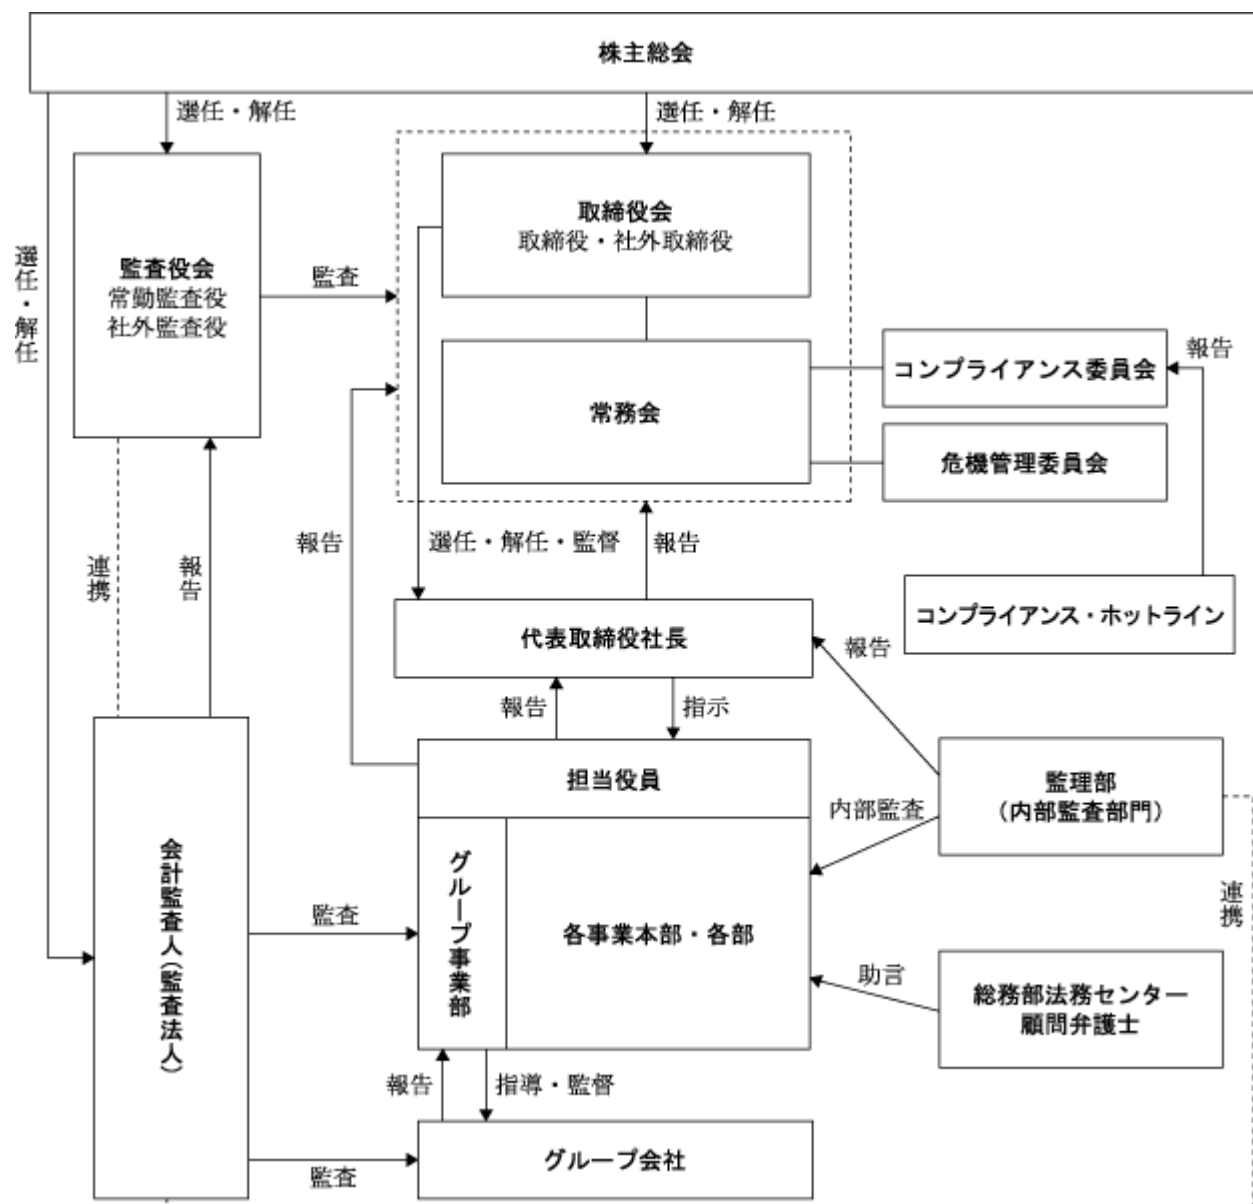 株主総会
選任・解任
選任・解任
選任・解任
取締役会
取締役・社外取締役
監査役会
常勤監査役
社外監査役
監査
常務会
コンプライアンス委員会
報告
危機管理委員会
報告
選任・解任・監督
報告
連携
報告
コンプライアンス・ホットライン
代表取締役社長
報告
報告
指示
担当役員
監理部
（内部監査部門）
内部監査
会計監査人（監査法人）
グループ事業部
各事業本部・各部
監査
連携
助言
総務部法務センター
顧問弁護士
報告
指導・監督
グループ会社
監査